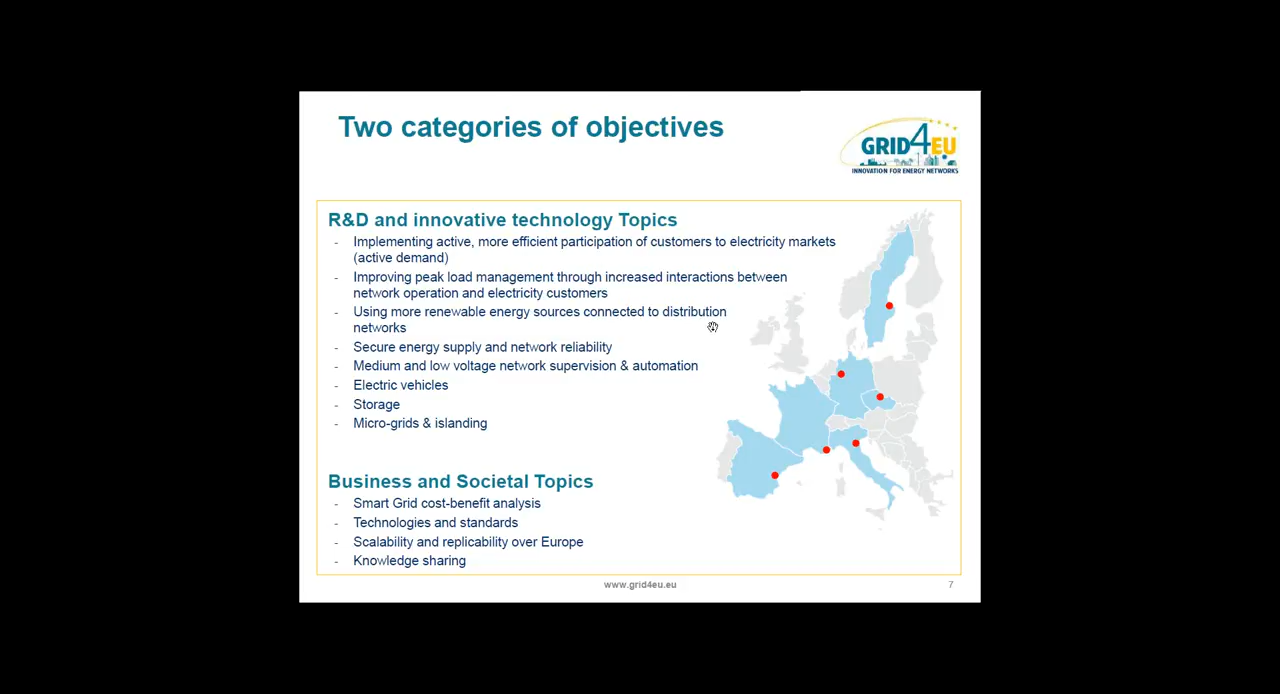 Two categories of objectives
GRID4EU
INNOVATION FOR ENERGY NETWORKS
R&D and innovative technology Topics
- Implementing active, more efficient participation of customers to electricity markets
(active demand)
- Improving peak load management through increased interactions between
network operation and electricity customers
- Using more renewable energy sources connected to distribution
networks
- Secure energy supply and network reliability
- Medium and low voltage network supervision & automation
- Electric vehicles
- Storage
- Micro-grids & islanding
Business and Societal Topics
- Smart Grid cost-benefit analysis
- Technologies and standards
- Scalability and replicability over Europe
- Knowledge sharing
www.grid4eu.eu
7